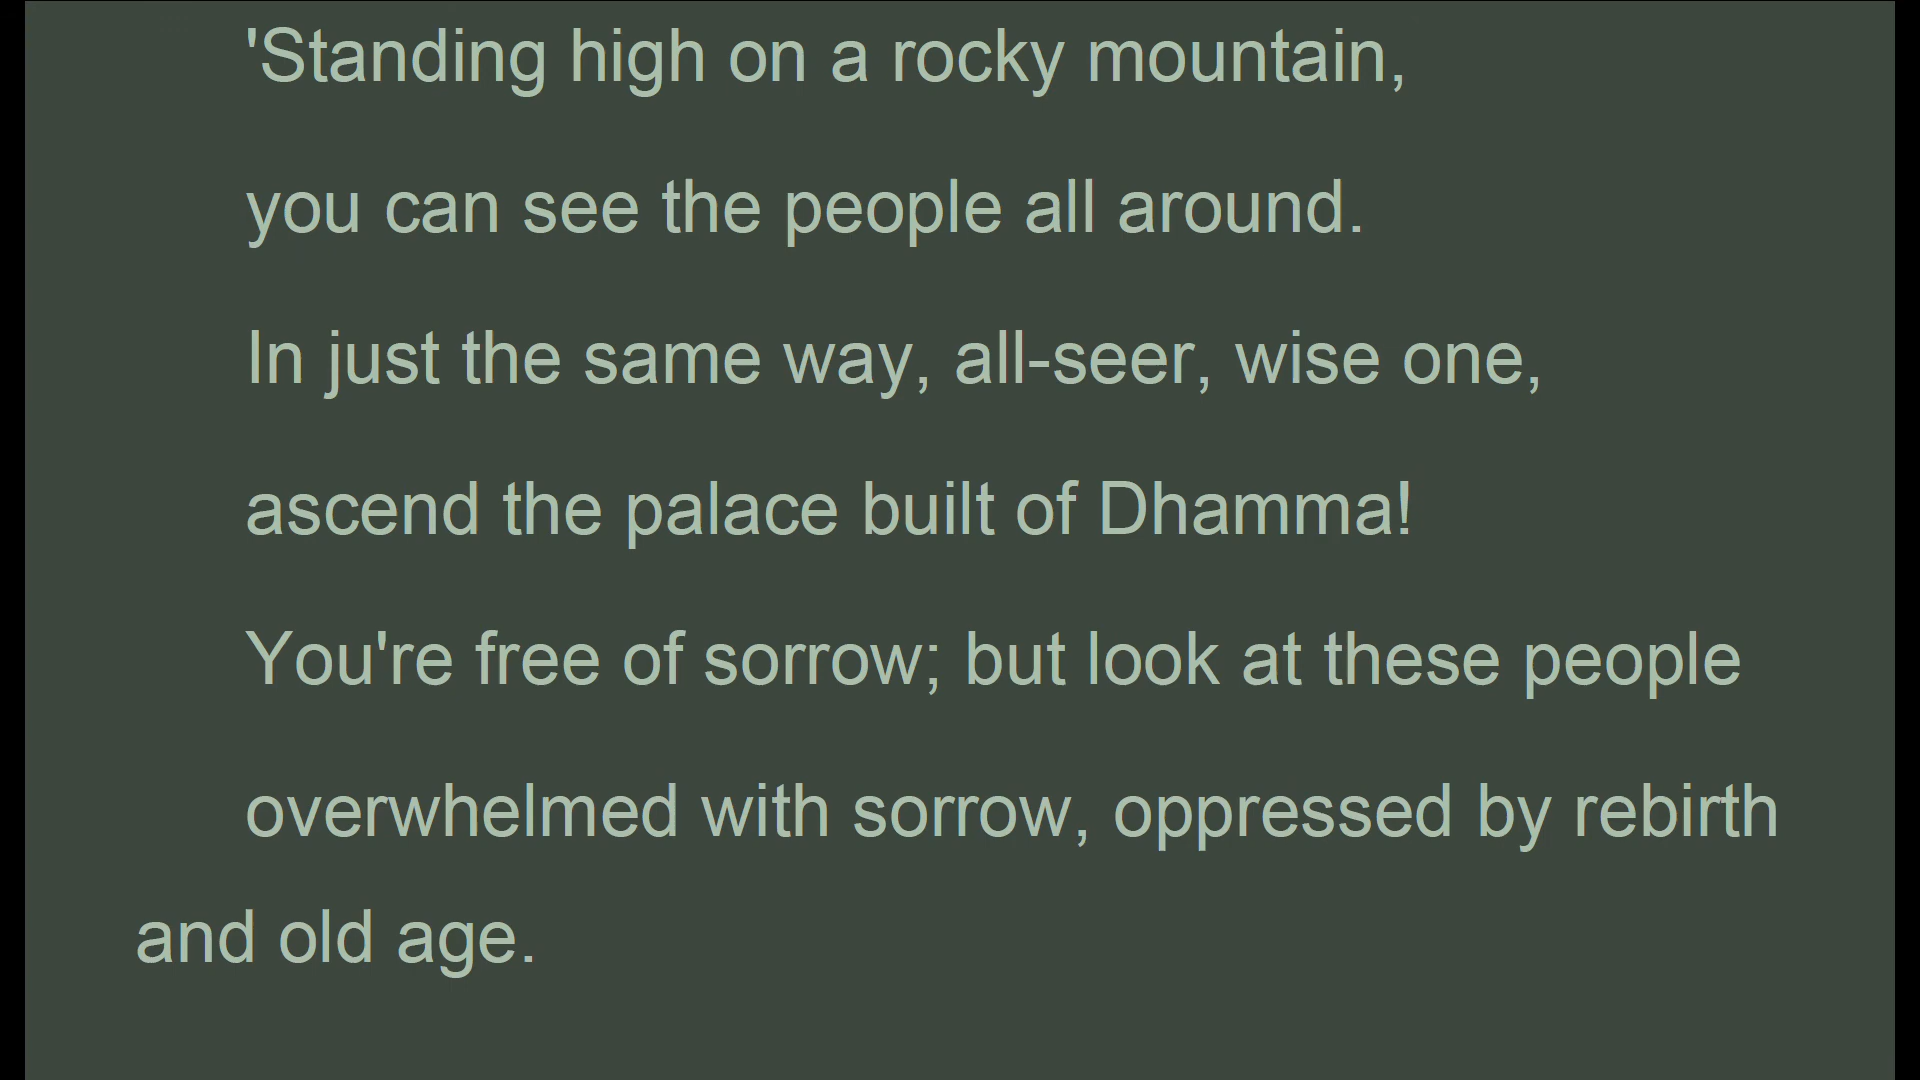 'Standing high on a rocky mountain,
you can see the people all around.
In just the same way, all-seer, wise one,
ascend the palace built of Dhamma!
You're free of sorrow; but look at these people
overwhelmed with sorrow, oppressed by rebirth
and old age.